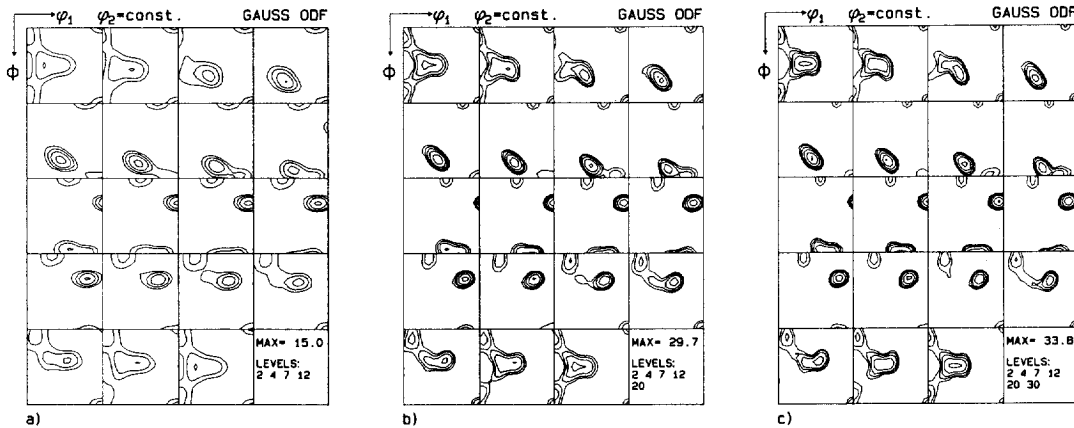 φ1 φ2=const. GAUSS ODF
Φ
MAX= 15.0
LEVELS:
2 4 7 12
a)
φ1 φ2=const. GAUSS ODF
Φ
MAX= 29.7
LEVELS:
2 4 7 12
20
b)
φ1 φ2=const. GAUSS ODF
Φ
MAX= 33.8
LEVELS:
2 4 7 12
20 30
c)